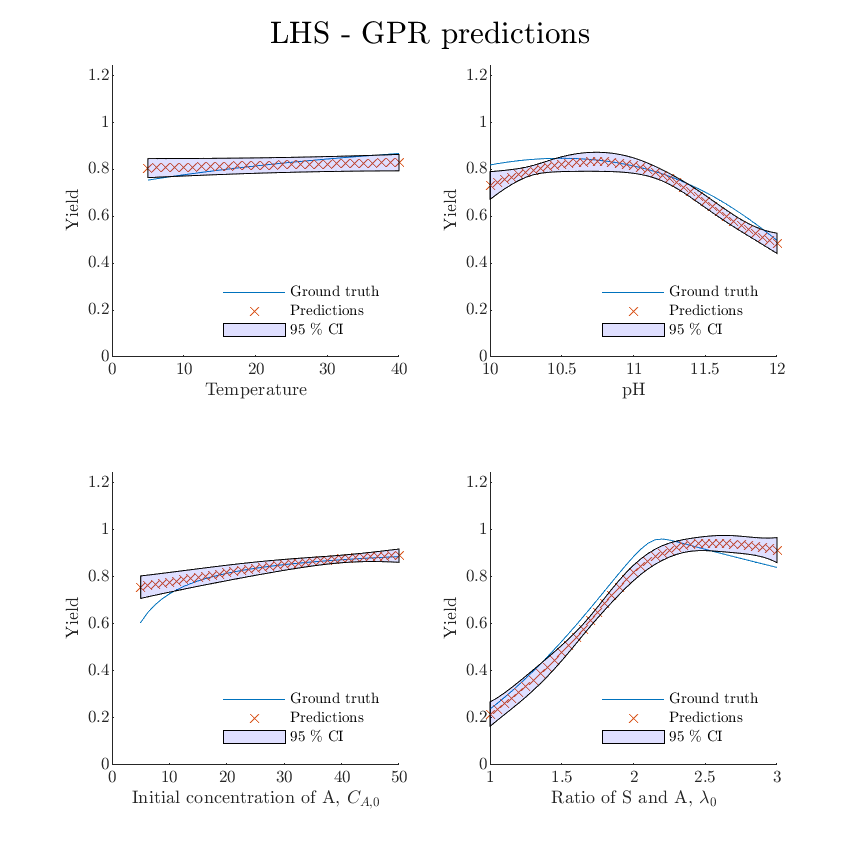 LHS - GPR predictions
1.2
1
0.8
0.6
0.4
0.2
0
Yield
Ground truth
Predictions
95 % CI
0 10 20 30 40
Temperature
1.2
1
0.8
0.6
0.4
0.2
0
Yield
Ground truth
Predictions
95 % CI
10 10.5 11 11.5 12
pH
1.2
1
0.8
0.6
0.4
0.2
0
Yield
Ground truth
Predictions
95 % CI
0 10 20 30 40 50
Initial concentration of A, C_{A,0}
1.2
1
0.8
0.6
0.4
0.2
0
Yield
Ground truth
Predictions
95 % CI
1 1.5 2 2.5 3
Ratio of S and A, λ_0